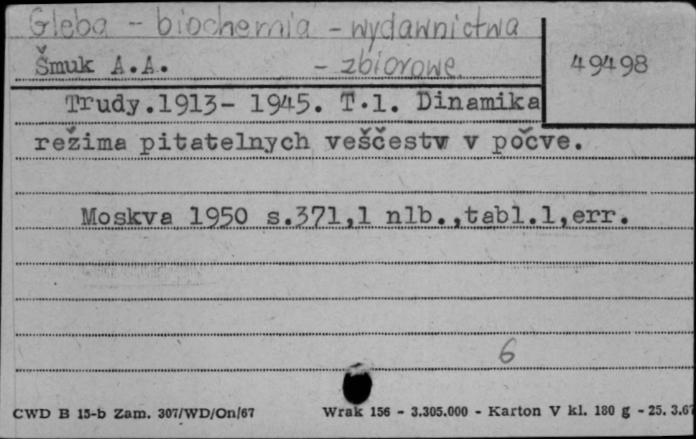 Gleba - biochemia - wydawnictwa
Šmuk A.A. - zbiorowe.
49498
Trudy.1913- 1945. T.1. Dinamika
režima pitatelnych veščestv v počve.
Moskva 1950 s.371,1 nlb.,tabl.1,err.
6
CWD B 15-b Zam. 307/WD/On/67 Wrak 156 - 3.305.000 - Karton V kl. 180 g - 25. 3.67